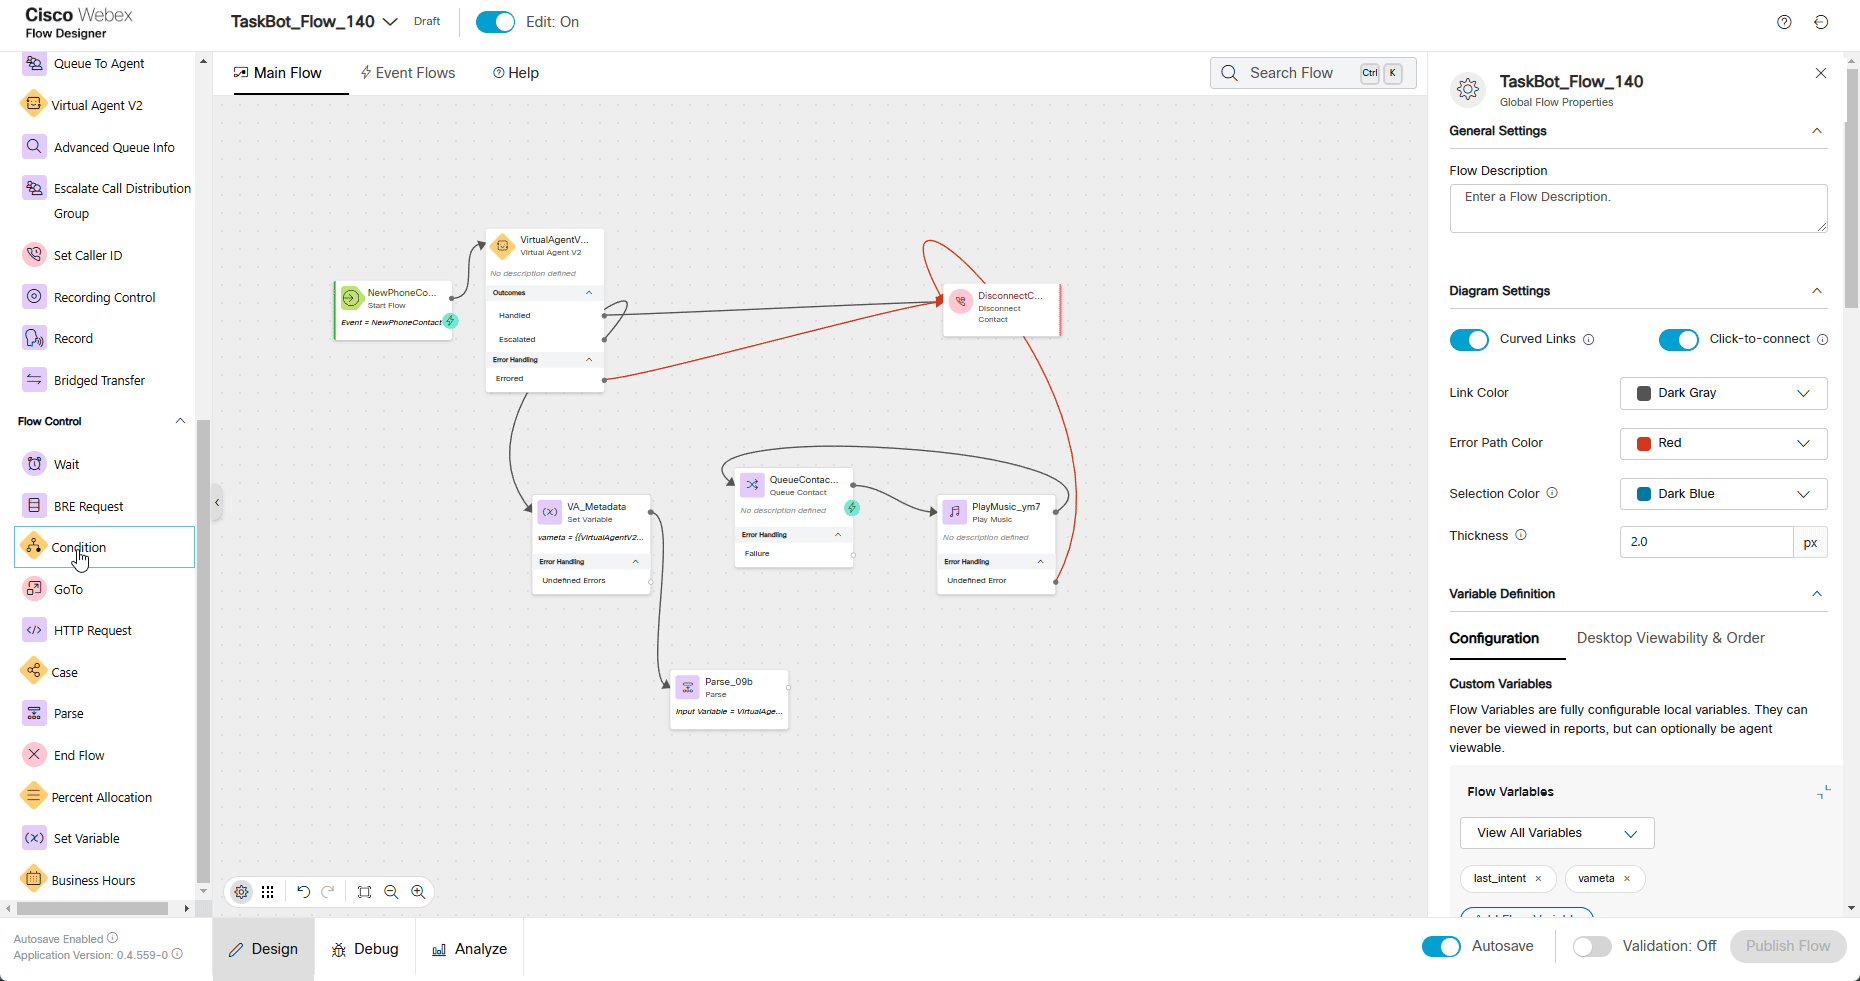 Cisco Webex
Flow Designer
TaskBot_Flow_140
Draft
Edit: On
Queue To Agent
Virtual Agent V2
Advanced Queue Info
Escalate Call Distribution
Group
Set Caller ID
Recording Control
Record
Bridged Transfer
Flow Control
Wait
BRE Request
Condition
GoTo
HTTP Request
Case
Parse
End Flow
Percent Allocation
Set Variable
Business Hours
Autosave Enabled
Application Version: 0.4.559-0
Main Flow
Event Flows
Help
Search Flow
Ctrl
K
NewPhoneCo...
Start Flow
Event = NewPhoneContact
VirtualAgentV...
Virtual Agent V2
No description defined
Outcomes
Handled
Escalated
Error Handling
Errored
DisconnectC...
Disconnect
Contact
VA_Metadata
Set Variable
vameta = {{VirtualAgentV2...
Error Handling
Undefined Errors
QueueContac...
Queue Contact
No description defined
Error Handling
Failure
PlayMusic_ym7
Play Music
No description defined
Error Handling
Undefined Error
Parse_09b
Parse
Input Variable = VirtualAge...
Design
Debug
Analyze
TaskBot_Flow_140
Global Flow Properties
General Settings
Flow Description
Enter a Flow Description.
Diagram Settings
Curved Links
Click-to-connect
Link Color
Dark Gray
Error Path Color
Red
Selection Color
Dark Blue
Thickness
2.0
px
Variable Definition
Configuration
Desktop Viewability & Order
Custom Variables
Flow Variables are fully configurable local variables. They can
never be viewed in reports, but can optionally be agent
viewable.
Flow Variables
View All Variables
last_intent ×
vameta ×
Autosave
Validation: Off
Publish Flow